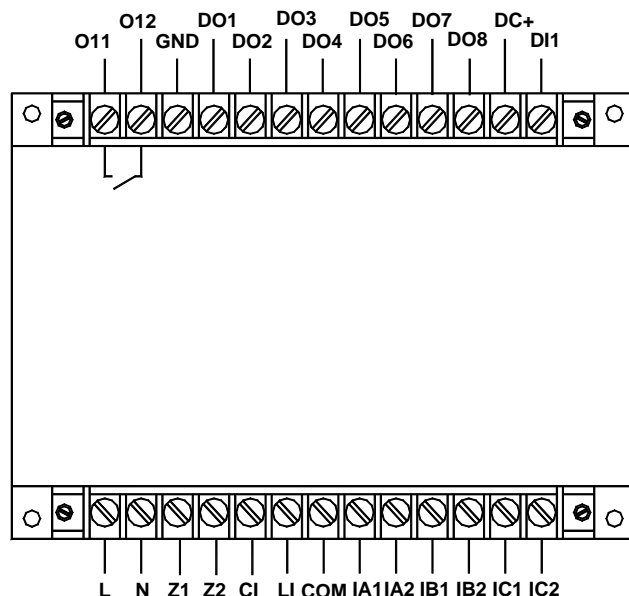 O12 DO1 DO3 DO5 DO7 DC+
O11 GND DO2 DO4 DO6 DO8 DI1
L N Z1 Z2 CI LI COM IA1 IA2 IB1 IB2 IC1 IC2